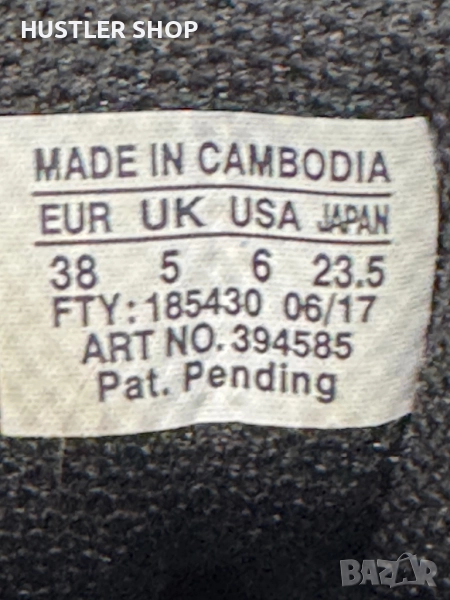 HUSTLER SHOP
MADE IN CAMBODIA
EUR UK USA JAPAN
38 5 6 23.5
FTY: 185430 06/17
ART NO. 394585
Pat. Pending
BAZAR